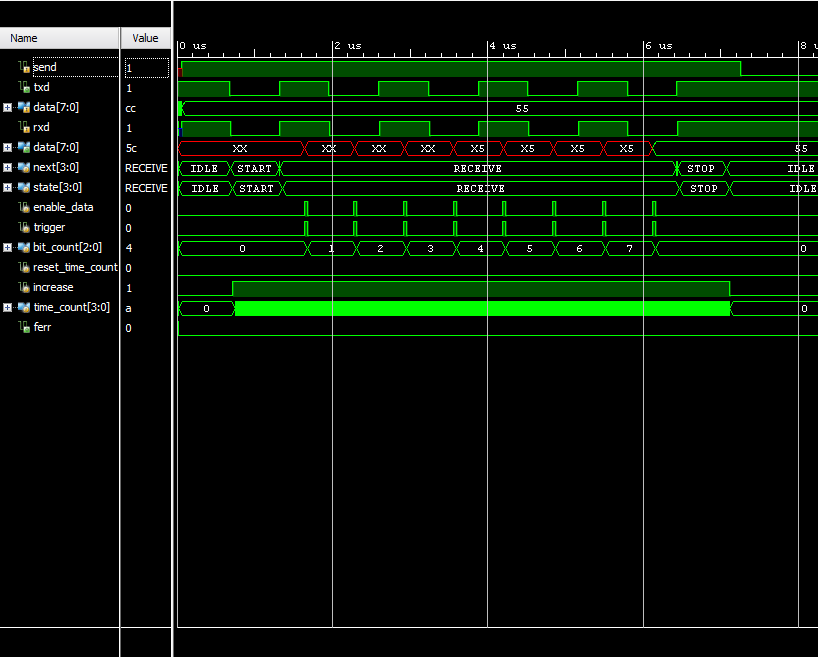 Name Value 0 us 2 us 4 us 6 us 8 u
send 1
txd 1
data[7:0] cc 55
rxd 1
data[7:0] 5c XX XX XX XX X5 X5 X5 X5 55
next[3:0] RECEIVE IDLE START RECEIVE STOP IDLE
state[3:0] RECEIVE IDLE START RECEIVE STOP IDLE
enable_data 0
trigger 0
bit_count[2:0] 4 0 1 2 3 4 5 6 7 0
reset_time_count 0
increase 1
time_count[3:0] a 0 0
ferr 0